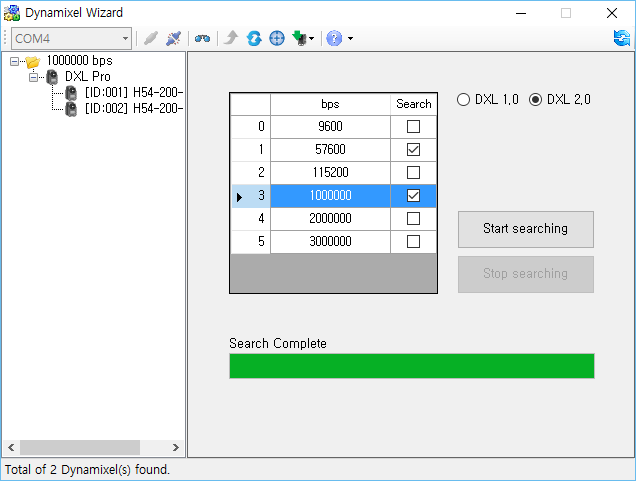 Dynamixel Wizard
COM4
1000000 bps
DXL Pro
[ID:001] H54-200-
[ID:002] H54-200-
bps Search
0 9600
1 57600
2 115200
3 1000000
4 2000000
5 3000000
DXL 1,0 DXL 2,0
Start searching
Stop searching
Search Complete
Total of 2 Dynamixel(s) found.